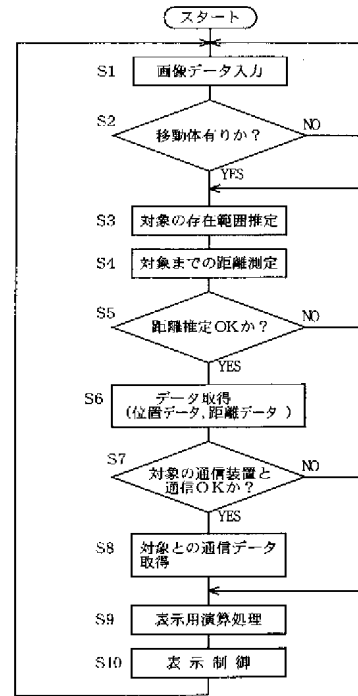 スタート
S1
画像データ入力
S2
移動体有りか？
NO
YES
S3
対象の存在範囲推定
S4
対象までの距離測定
S5
距離推定OKか？
NO
YES
S6
データ取得
(位置データ,距離データ)
S7
対象の通信装置と
通信OKか？
NO
YES
S8
対象との通信データ
取得
S9
表示用演算処理
S10
表示制御